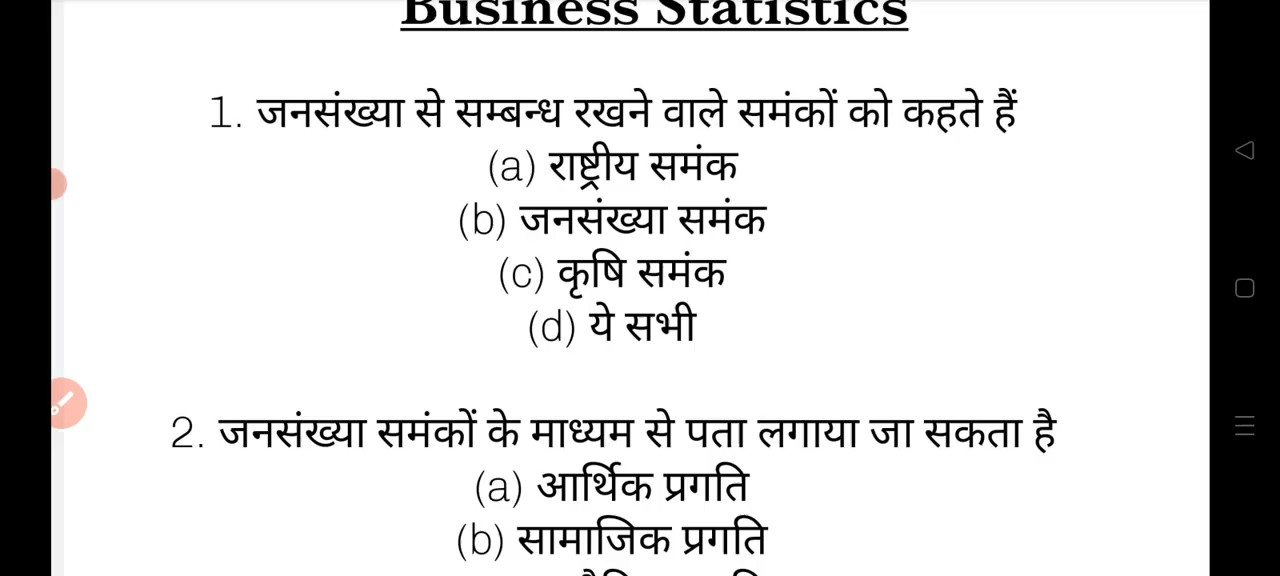 Business Statistics
1. जनसंख्या से सम्बन्ध रखने वाले समंकों को कहते हैं
(a) राष्ट्रीय समंक
(b) जनसंख्या समंक
(c) कृषि समंक
(d) ये सभी
2. जनसंख्या समंकों के माध्यम से पता लगाया जा सकता है
(a) आर्थिक प्रगति
(b) सामाजिक प्रगति